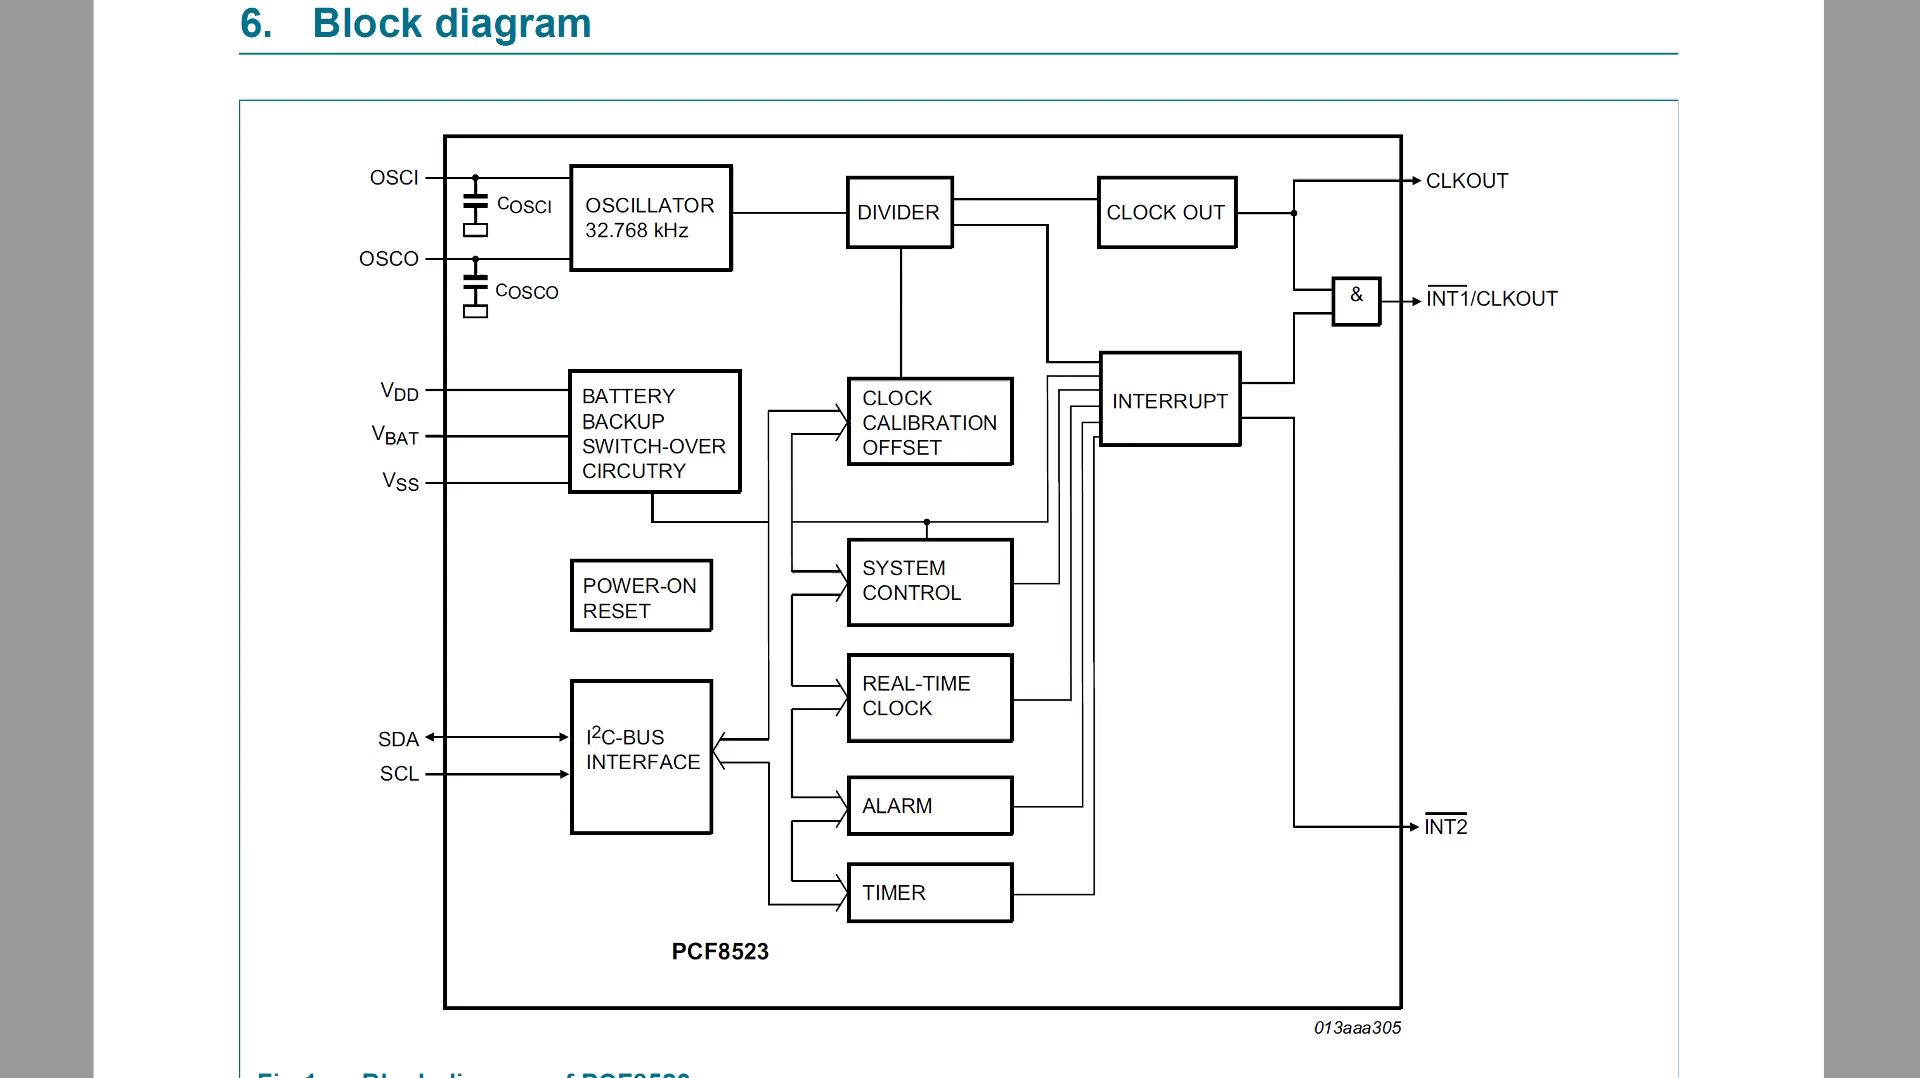 6. Block diagram
OSCI
COSCI
OSCILLATOR
32.768 kHz
DIVIDER
CLOCK OUT
CLKOUT
OSCO
COSCO
&
INT1/CLKOUT
VDD
VBAT
VSS
BATTERY
BACKUP
SWITCH-OVER
CIRCUTRY
CLOCK
CALIBRATION
OFFSET
INTERRUPT
POWER-ON
RESET
SYSTEM
CONTROL
REAL-TIME
CLOCK
SDA
SCL
I2C-BUS
INTERFACE
ALARM
INT2
TIMER
PCF8523
013aaa305